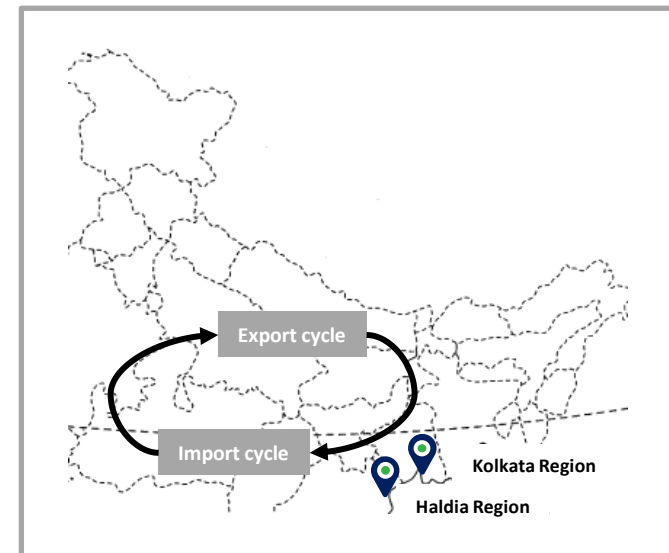 Export cycle
Import cycle
Kolkata Region
Haldia Region